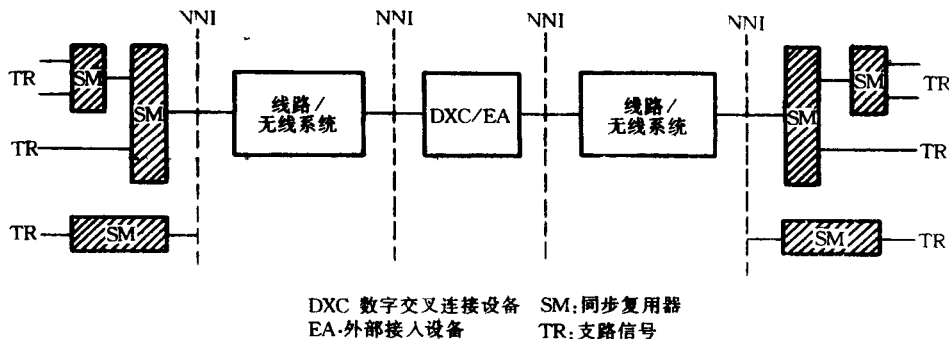 NNI NNI NNI NNI
TR SM SM
线路/
无线系统
DXC/EA
线路/
无线系统
SM SM TR
TR TR
TR SM SM TR
DXC 数字交叉连接设备 SM:同步复用器
EA·外部接入设备 TR:支路信号